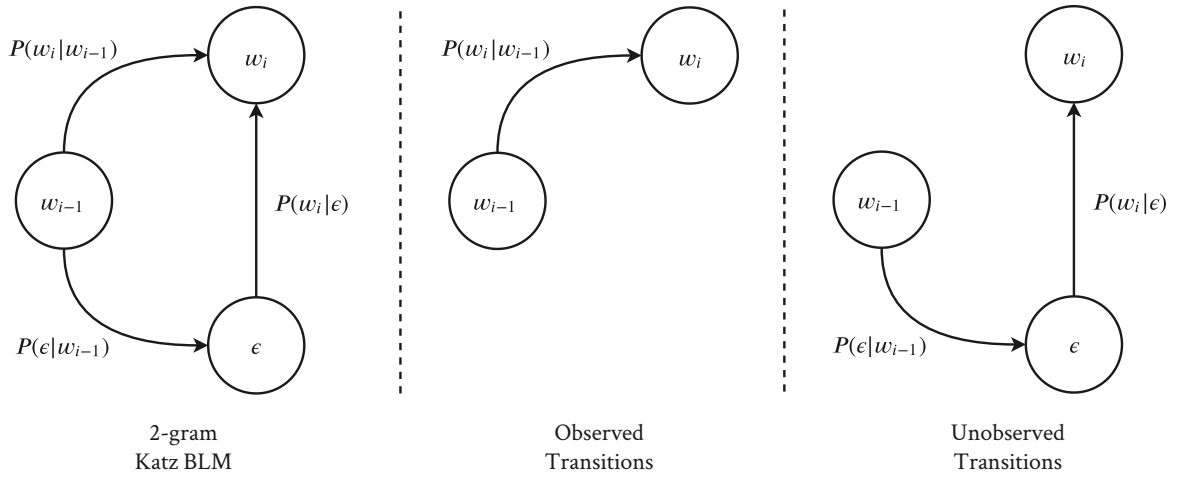 P(w_i|w_{i−1})
w_i
w_{i−1}
P(w_i|ϵ)
P(ϵ|w_{i−1})
ϵ
2-gram
Katz BLM
P(w_i|w_{i−1})
w_i
w_{i−1}
Observed
Transitions
w_i
w_{i−1}
P(w_i|ϵ)
P(ϵ|w_{i−1})
ϵ
Unobserved
Transitions